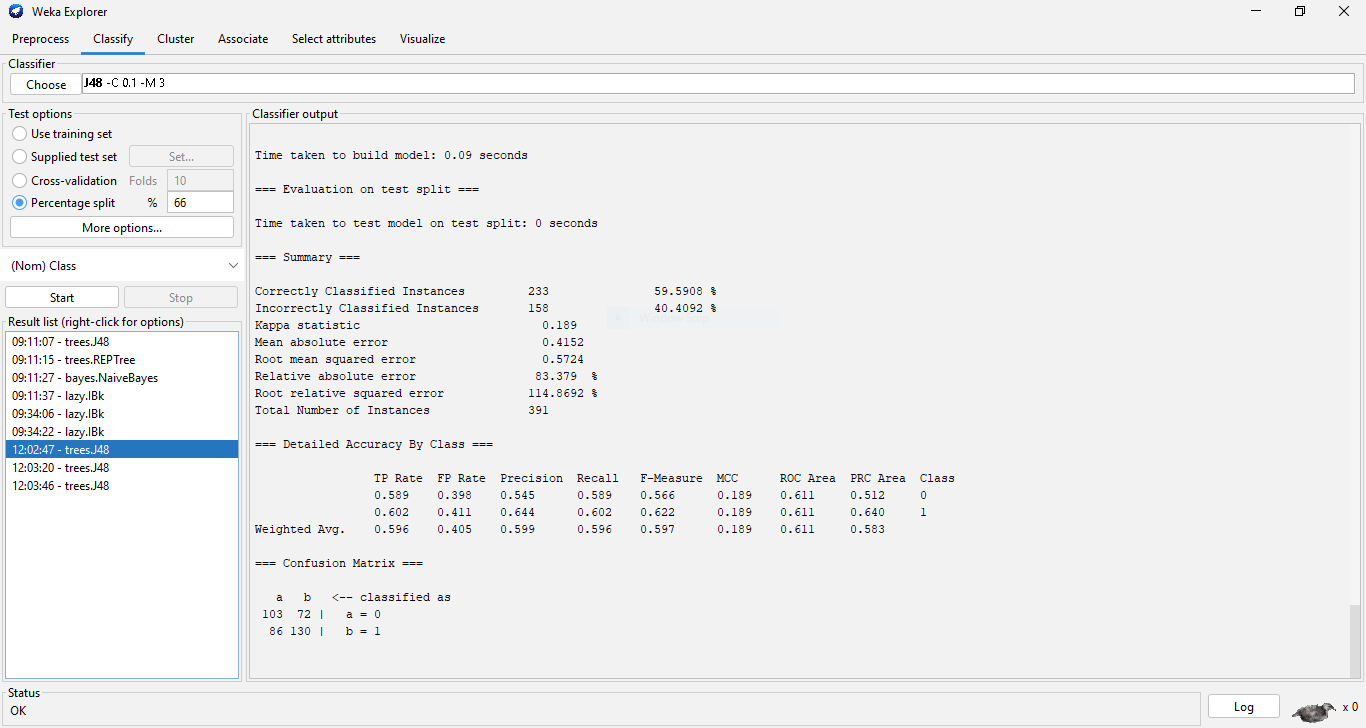 Weka Explorer
Preprocess Classify Cluster Associate Select attributes Visualize
Classifier
Choose J48 -C 0.1 -M 3
Test options
Use training set
Supplied test set Set...
Cross-validation Folds 10
Percentage split % 66
More options...
(Nom) Class
Start Stop
Result list (right-click for options)
09:11:07 - trees.J48
09:11:15 - trees.REPTree
09:11:27 - bayes.NaiveBayes
09:11:37 - lazy.IBk
09:34:06 - lazy.IBk
09:34:22 - lazy.IBk
12:02:47 - trees.J48
12:03:20 - trees.J48
12:03:46 - trees.J48
Classifier output
Time taken to build model: 0.09 seconds
=== Evaluation on test split ===
Time taken to test model on test split: 0 seconds
=== Summary ===
Correctly Classified Instances 233 59.5908 %
Incorrectly Classified Instances 158 40.4092 %
Kappa statistic 0.189
Mean absolute error 0.4152
Root mean squared error 0.5724
Relative absolute error 83.379 %
Root relative squared error 114.8692 %
Total Number of Instances 391
=== Detailed Accuracy By Class ===
TP Rate FP Rate Precision Recall F-Measure MCC ROC Area PRC Area Class
0.589 0.398 0.545 0.589 0.566 0.189 0.611 0.512 0
0.602 0.411 0.644 0.602 0.622 0.189 0.611 0.640 1
Weighted Avg. 0.596 0.405 0.599 0.596 0.597 0.189 0.611 0.583
=== Confusion Matrix ===
a b <-- classified as
103 72 | a = 0
86 130 | b = 1
Status
OK
Log x 0